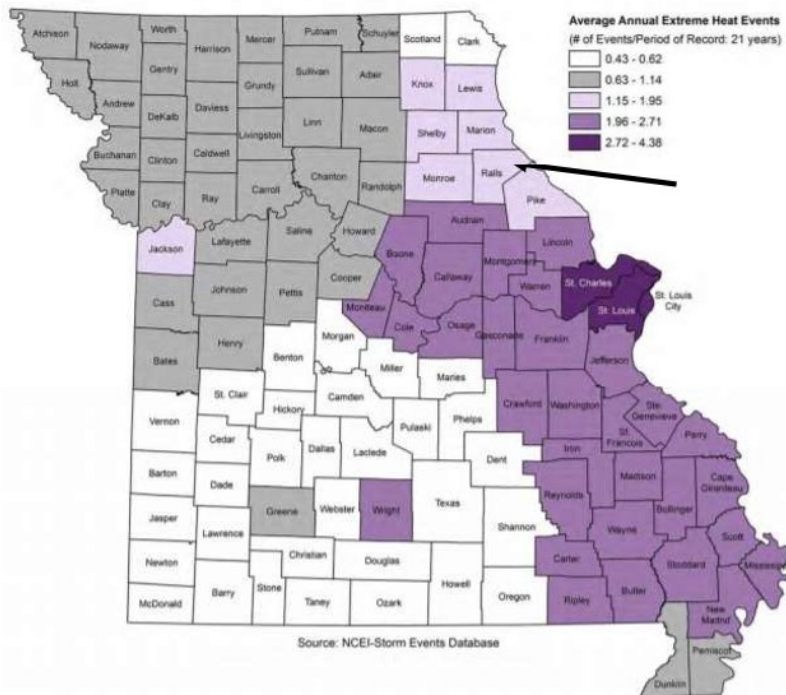 Average Annual Extreme Heat Events
(# of Events/Period of Record: 21 years)
0.43 - 0.62
0.63 - 1.14
1.15 - 1.95
1.96 - 2.71
2.72 - 4.38
Atchison
Nodaway
Worth
Harrison
Mercer
Putnam
Schuyler
Scotland
Clark
Holt
Gentry
Sullivan
Adair
Knox
Lewis
Andrew
DeKalb
Daviess
Grundy
Linn
Macon
Shelby
Marion
Buchanan
Clinton
Caldwell
Livingston
Chariton
Randolph
Monroe
Ralls
Platte
Clay
Ray
Carroll
Pike
Jackson
Lafayette
Saline
Howard
Boone
Audrain
Callaway
Montgomery
Lincoln
Warren
St. Charles
St. Louis
St. Louis
City
Cass
Johnson
Pettis
Cooper
Moniteau
Cole
Osage
Gasconade
Franklin
Jefferson
Bates
Henry
Benton
Morgan
Miller
Maries
St. Clair
Hickory
Camden
Pulaski
Phelps
Crawford
Washington
Ste.
Genevieve
St.
Francois
Perry
Vernon
Cedar
Polk
Dallas
Laclede
Dent
Iron
Madison
Cape
Girardeau
Barton
Dade
Greene
Webster
Wright
Texas
Shannon
Reynolds
Wayne
Bollinger
Scott
Jasper
Lawrence
Christian
Douglas
Howell
Carter
Stoddard
Mississippi
Newton
McDonald
Barry
Stone
Taney
Ozark
Oregon
Ripley
Butler
New
Madrid
Pemiscot
Dunklin
Source: NCEI-Storm Events Database